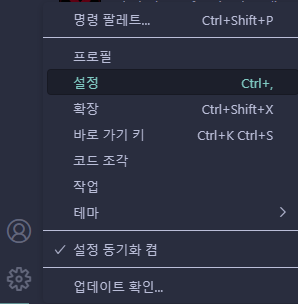 명령 팔레트... Ctrl+Shift+P
프로필
설정 Ctrl+,
확장 Ctrl+Shift+X
바로 가기 키 Ctrl+K Ctrl+S
코드 조각
작업
테마
설정 동기화 켬
업데이트 확인...